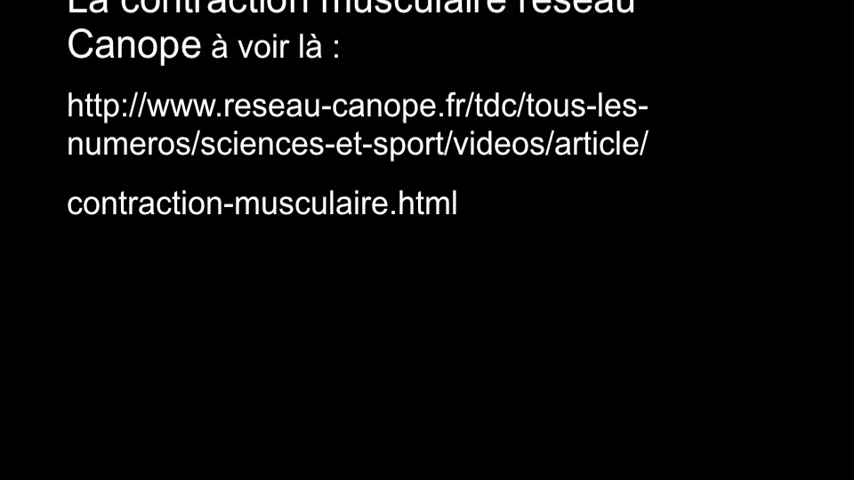 La contraction musculaire réseau
Canope à voir là :
http://www.reseau-canope.fr/tdc/tous-les-
numeros/sciences-et-sport/videos/article/
contraction-musculaire.html